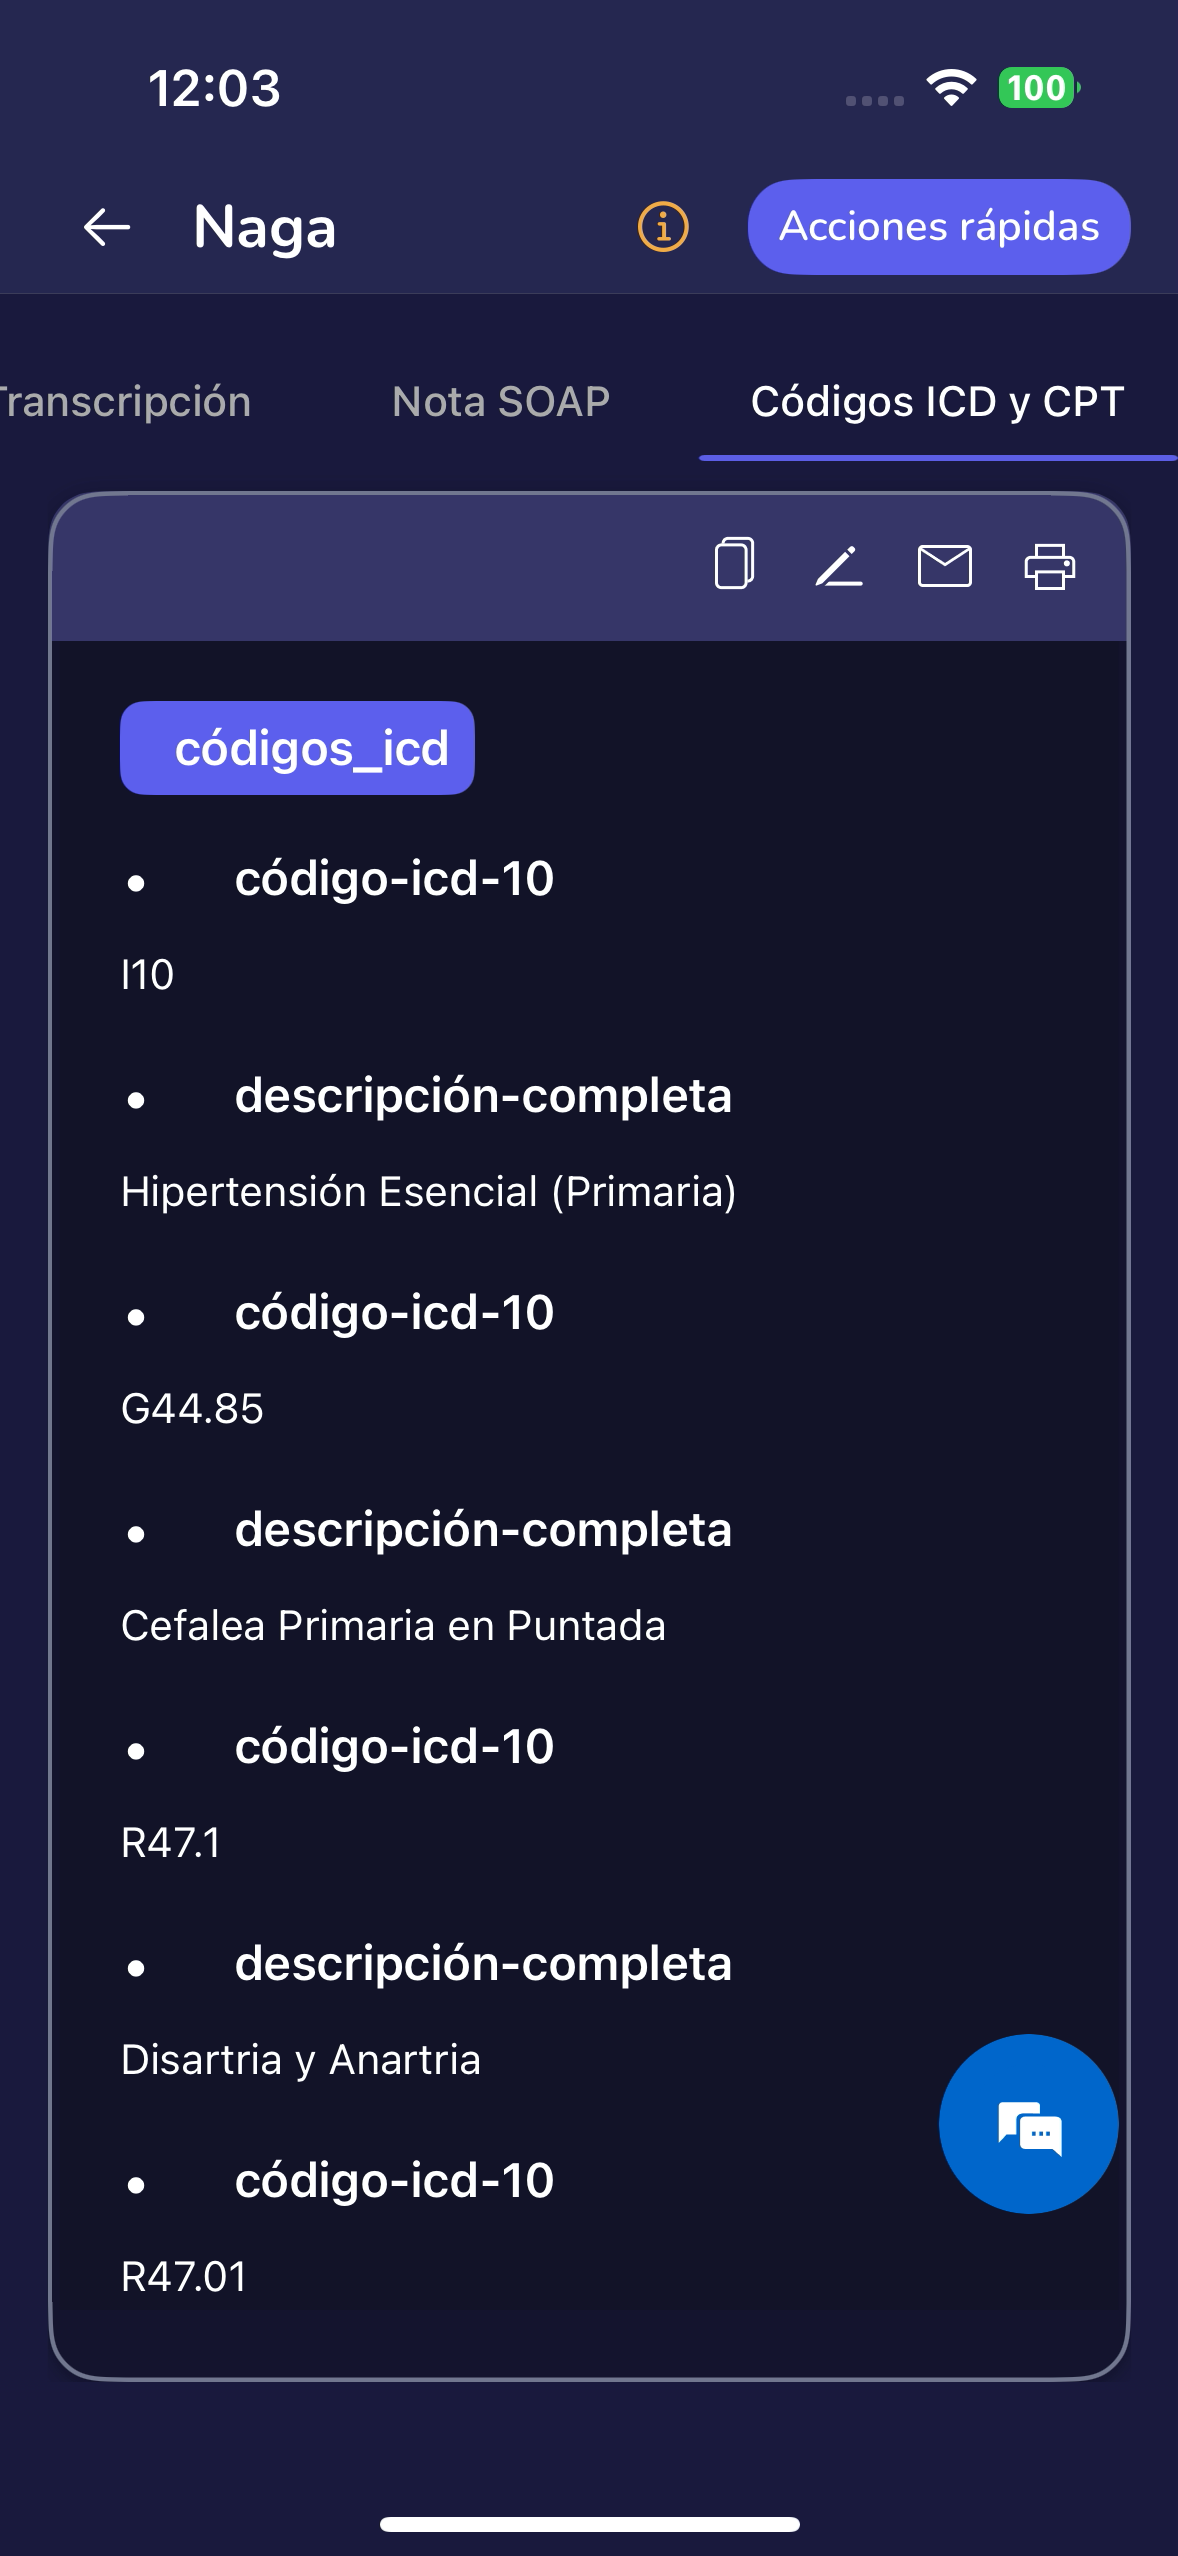 12:03
100
Naga
Acciones rápidas
Transcripción
Nota SOAP
Códigos ICD y CPT
códigos_icd
• código-icd-10
I10
• descripción-completa
Hipertensión Esencial (Primaria)
• código-icd-10
G44.85
• descripción-completa
Cefalea Primaria en Puntada
• código-icd-10
R47.1
• descripción-completa
Disartria y Anartria
• código-icd-10
R47.01